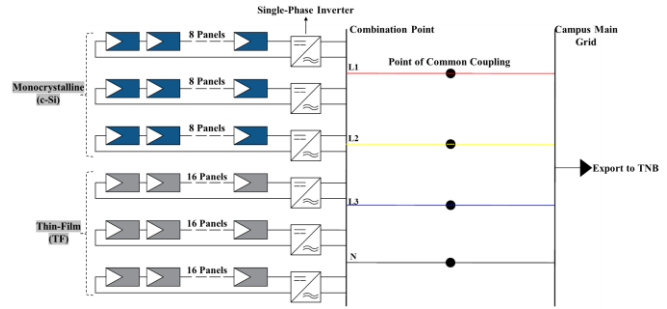 Single-Phase Inverter
Combination Point
Campus Main
Grid
8 Panels
L1
Point of Common Coupling
Monocrystalline
(c-Si)
8 Panels
8 Panels
L2
Export to TNB
16 Panels
L3
Thin-Film
(TF)
16 Panels
N
16 Panels